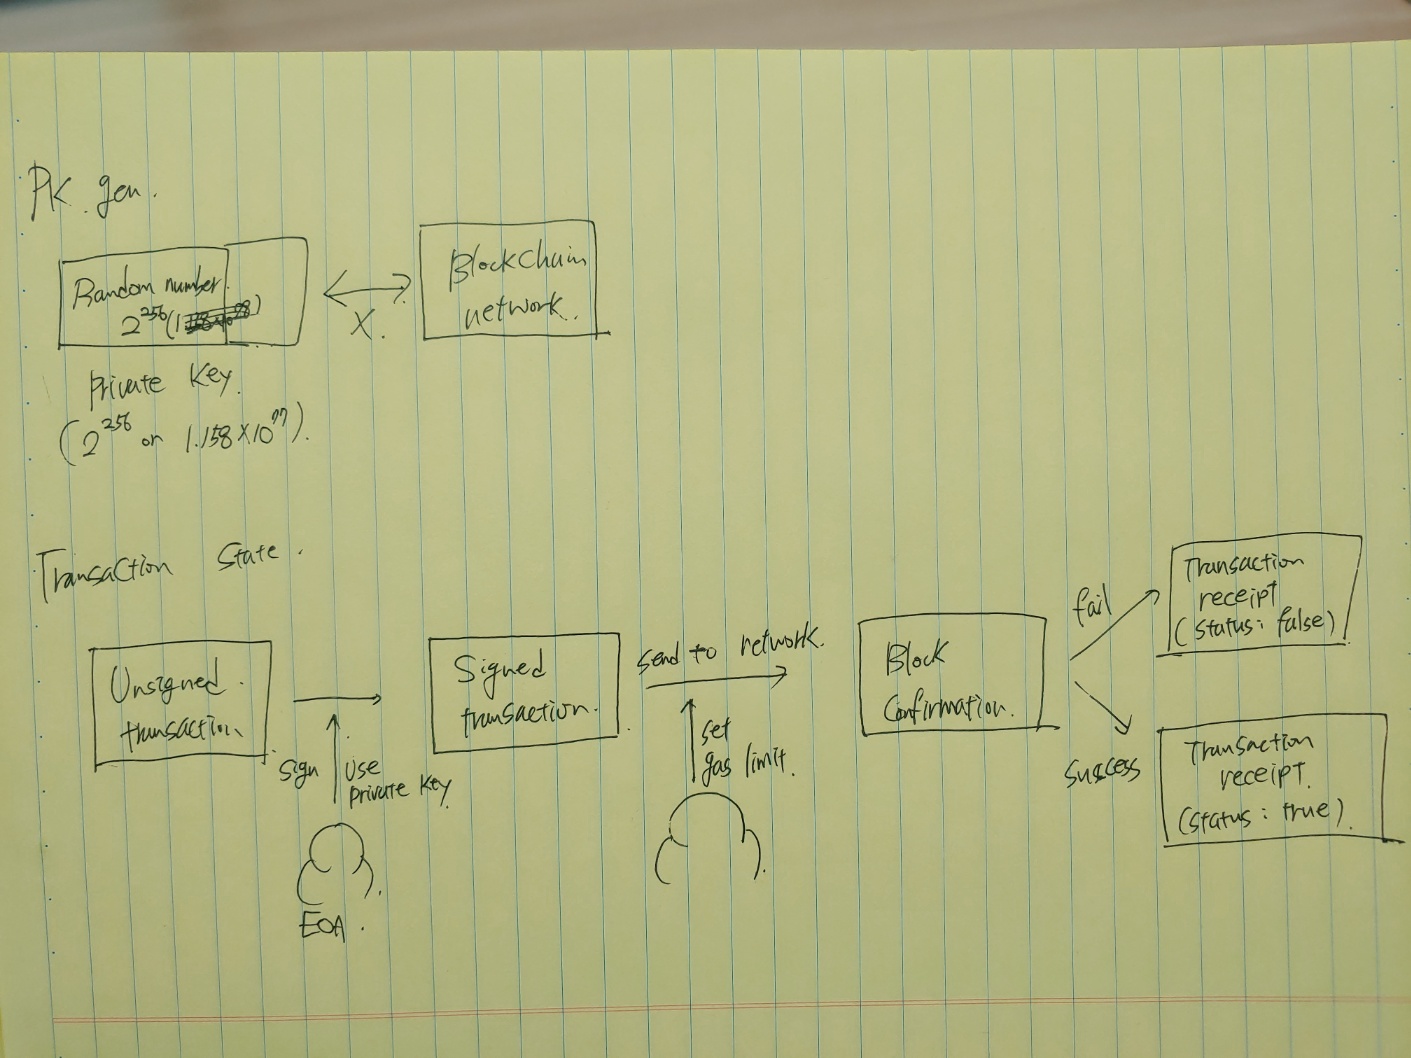 PK gen.
Random number.
2^256 (1
Private Key.
(2^256 or 1.158×10^77).
X.
Blockchain
network.
Transaction State.
Unsigned.
transaction.
Sign
Use
private key.
EOA.
Signed
transaction.
Send to network.
Set
gas limit.
Block
Confirmation.
fail
Success
Transaction
receipt
(status: false)
Transaction
receipt.
(status: true).